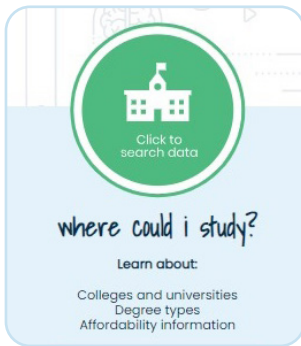 Click to
search data
where could i study?
Learn about:
Colleges and universities
Degree types
Affordability information